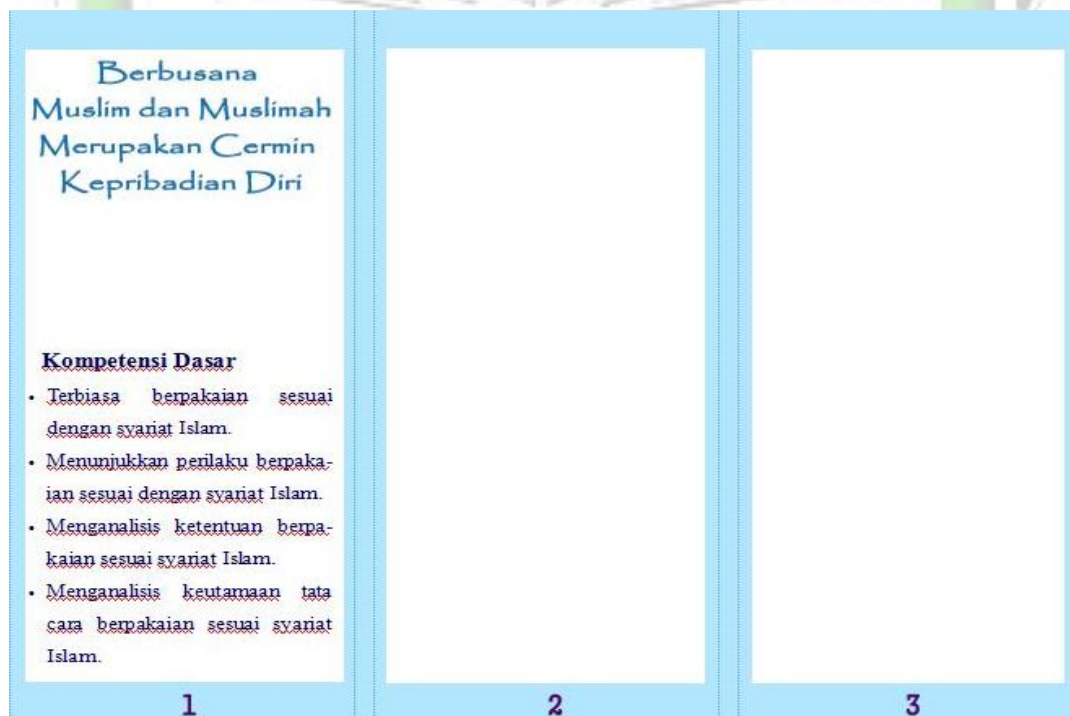 Berbusana
Muslim dan Muslimah
Merupakan Cermin
Kepribadian Diri
Kompetensi Dasar
• Terbiasa berpakaian sesuai
dengan syariat Islam.
• Menunjukkan perilaku berpaka-
ian sesuai dengan syariat Islam.
• Menganalisis ketentuan berpa-
kaian sesuai syariat Islam.
• Menganalisis keutamaan tata
cara berpakaian sesuai syariat
Islam.
1
2
3